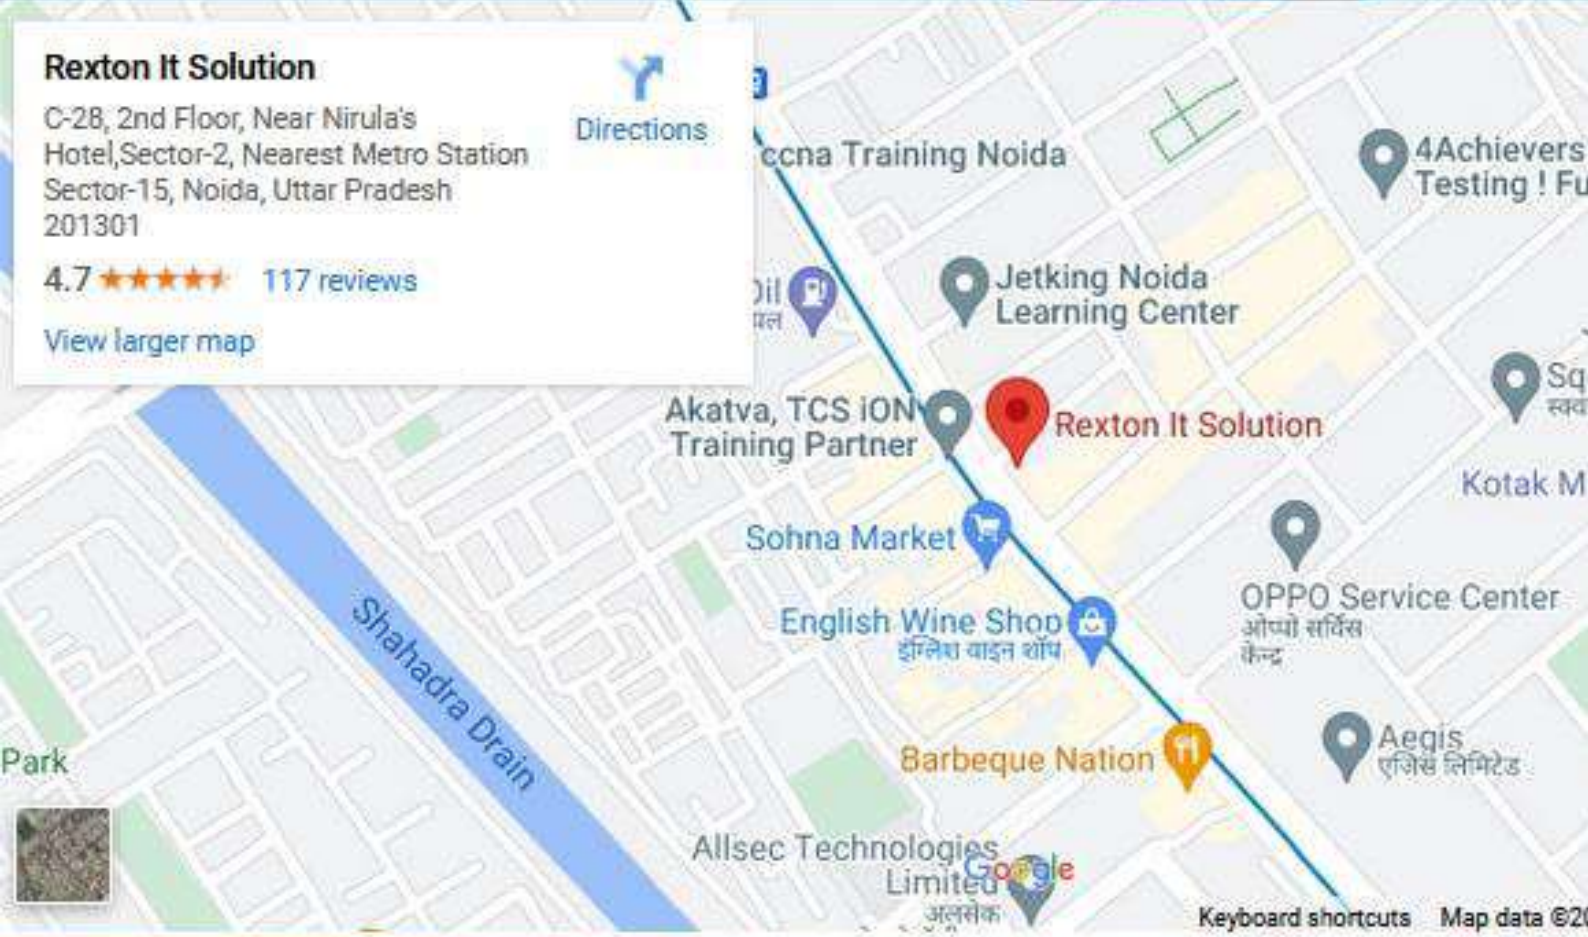 Rexton It Solution
C-28, 2nd Floor, Near Nirula's
Hotel,Sector-2, Nearest Metro Station
Sector-15, Noida, Uttar Pradesh
201301
Directions
4.7
117 reviews
View larger map
ccna Training Noida
4Achievers
Testing !
Jetking Noida
Learning Center
Akatva, TCS iON
Training Partner
Rexton It Solution
Kotak
Sohna Market
OPPO Service Center
ओप्पो सर्विस
केन्द्र
English Wine Shop
इंग्लिश वाइन शॉप
Shahadra Drain
Aegis
एजिस लिमिटेड
Park
Barbeque Nation
Allsec Technologies
Limited
अलसेक
Google
Keyboard shortcuts
Map data